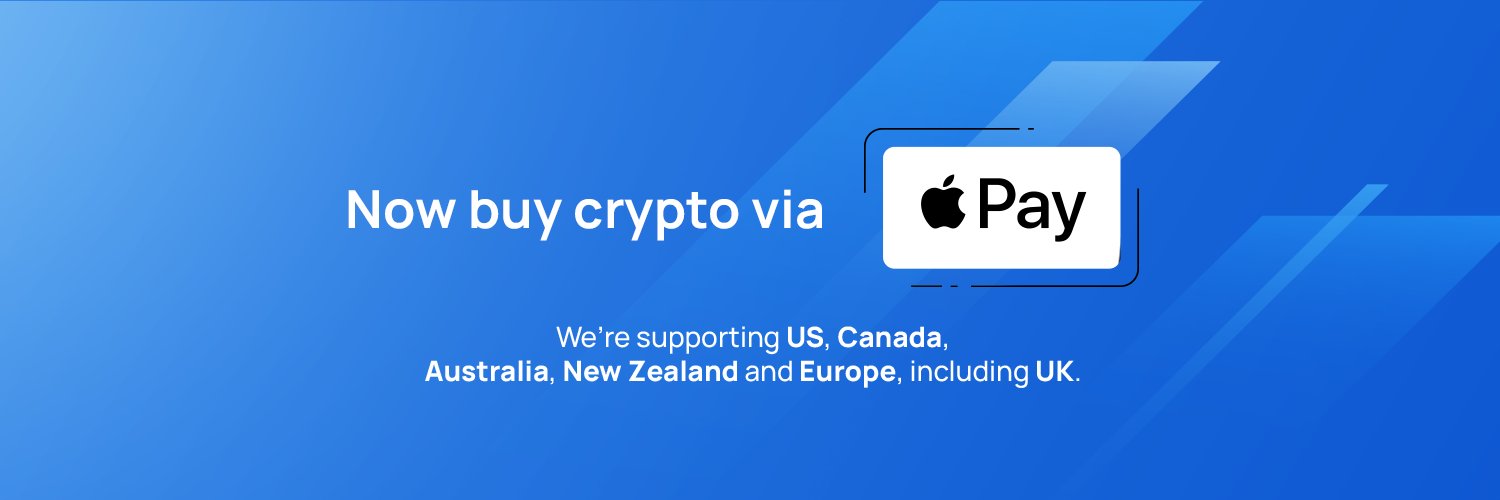 Now buy crypto via Pay
We’re supporting US, Canada,
Australia, New Zealand and Europe, including UK.